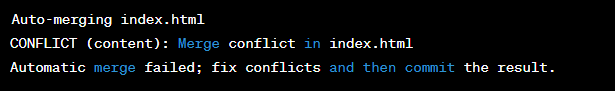 Auto-merging index.html
CONFLICT (content): Merge conflict in index.html
Automatic merge failed; fix conflicts and then commit the result.